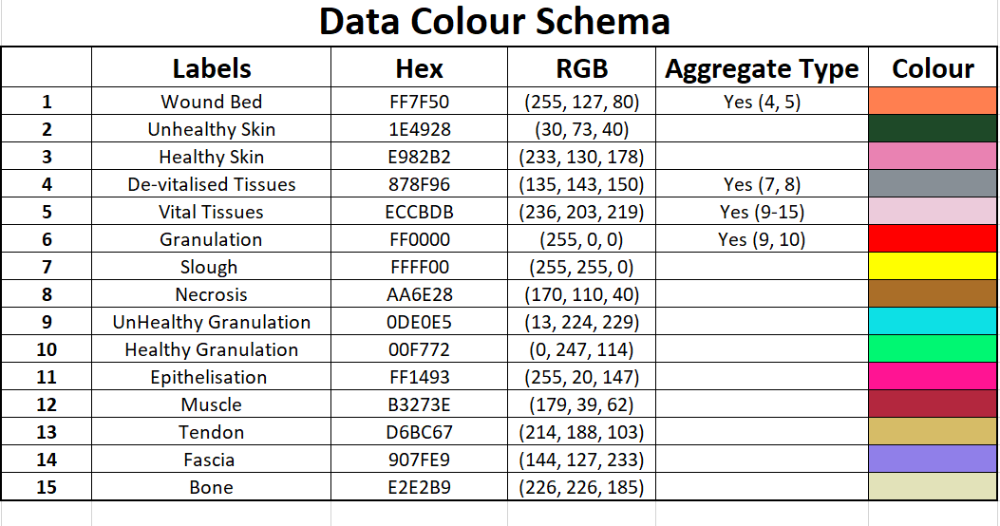 Data Colour Schema
Labels Hex RGB Aggregate Type Colour
1 Wound Bed FF7F50 (255, 127, 80) Yes (4, 5)
2 Unhealthy Skin 1E4928 (30, 73, 40)
3 Healthy Skin E982B2 (233, 130, 178)
4 De-vitalised Tissues 878F96 (135, 143, 150) Yes (7, 8)
5 Vital Tissues ECCBDB (236, 203, 219) Yes (9-15)
6 Granulation FF0000 (255, 0, 0) Yes (9, 10)
7 Slough FFFF00 (255, 255, 0)
8 Necrosis AA6E28 (170, 110, 40)
9 UnHealthy Granulation 0DE0E5 (13, 224, 229)
10 Healthy Granulation 00F772 (0, 247, 114)
11 Epithelisation FF1493 (255, 20, 147)
12 Muscle B3273E (179, 39, 62)
13 Tendon D6BC67 (214, 188, 103)
14 Fascia 907FE9 (144, 127, 233)
15 Bone E2E2B9 (226, 226, 185)